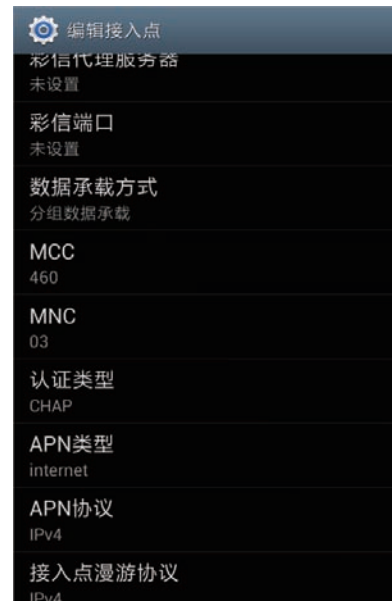 编辑接入点
彩信代理服务器
未设置
彩信端口
未设置
数据承载方式
分组数据承载
MCC
460
MNC
03
认证类型
CHAP
APN类型
internet
APN协议
IPv4
接入点漫游协议
IPv4